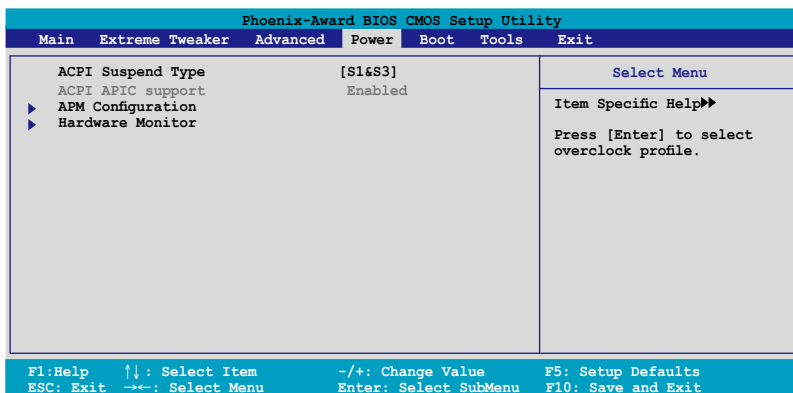 Phoenix-Award BIOS CMOS Setup Utility
Main Extreme Tweaker Advanced Power Boot Tools Exit
ACPI Suspend Type [S1&S3]
ACPI APIC support Enabled
APM Configuration
Hardware Monitor
Select Menu
Item Specific Help
Press [Enter] to select
overclock profile.
F1:Help ↑↓ : Select Item -/+: Change Value F5: Setup Defaults
ESC: Exit →←: Select Menu Enter: Select SubMenu F10: Save and Exit